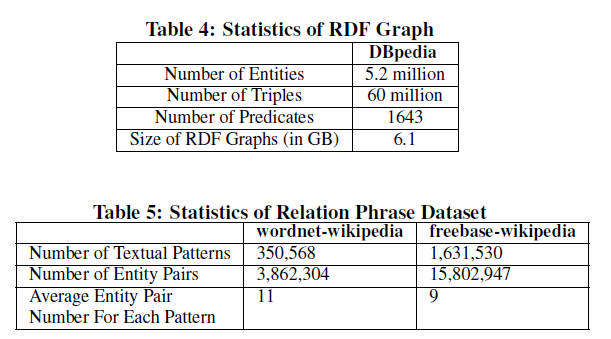 Table 4: Statistics of RDF Graph
DBpedia
Number of Entities 5.2 million
Number of Triples 60 million
Number of Predicates 1643
Size of RDF Graphs (in GB) 6.1
Table 5: Statistics of Relation Phrase Dataset
wordnet-wikipedia freebase-wikipedia
Number of Textual Patterns 350,568 1,631,530
Number of Entity Pairs 3,862,304 15,802,947
Average Entity Pair 11 9
Number For Each Pattern